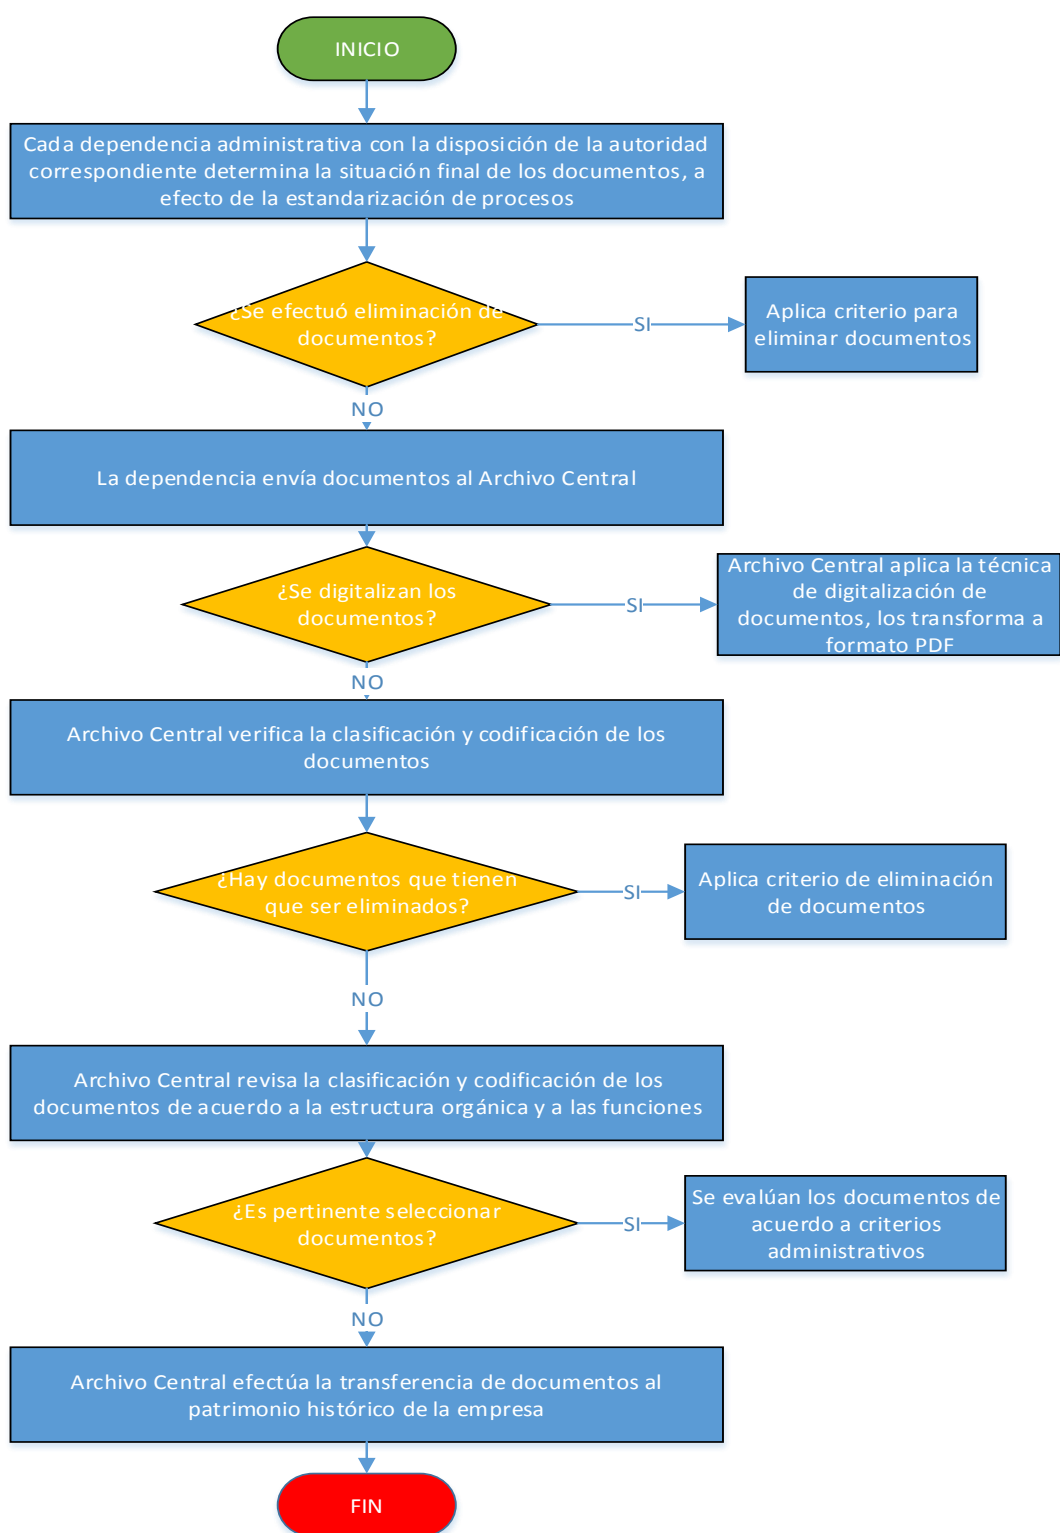 INICIO
Cada dependencia administrativa con la disposición de la autoridad
correspondiente determina la situación final de los documentos, a
efecto de la estandarización de procesos
¿Se efectuó eliminación de
documentos?
SI
Aplica criterio para
eliminar documentos
NO
La dependencia envía documentos al Archivo Central
¿Se digitalizan los
documentos?
SI
Archivo Central aplica la técnica
de digitalización de
documentos, los transforma a
formato PDF
NO
Archivo Central verifica la clasificación y codificación de los
documentos
¿Hay documentos que tienen
que ser eliminados?
SI
Aplica criterio de eliminación
de documentos
NO
Archivo Central revisa la clasificación y codificación de los
documentos de acuerdo a la estructura orgánica y a las funciones
¿Es pertinente seleccionar
documentos?
SI
Se evalúan los documentos de
acuerdo a criterios
administrativos
NO
Archivo Central efectúa la transferencia de documentos al
patrimonio histórico de la empresa
FIN